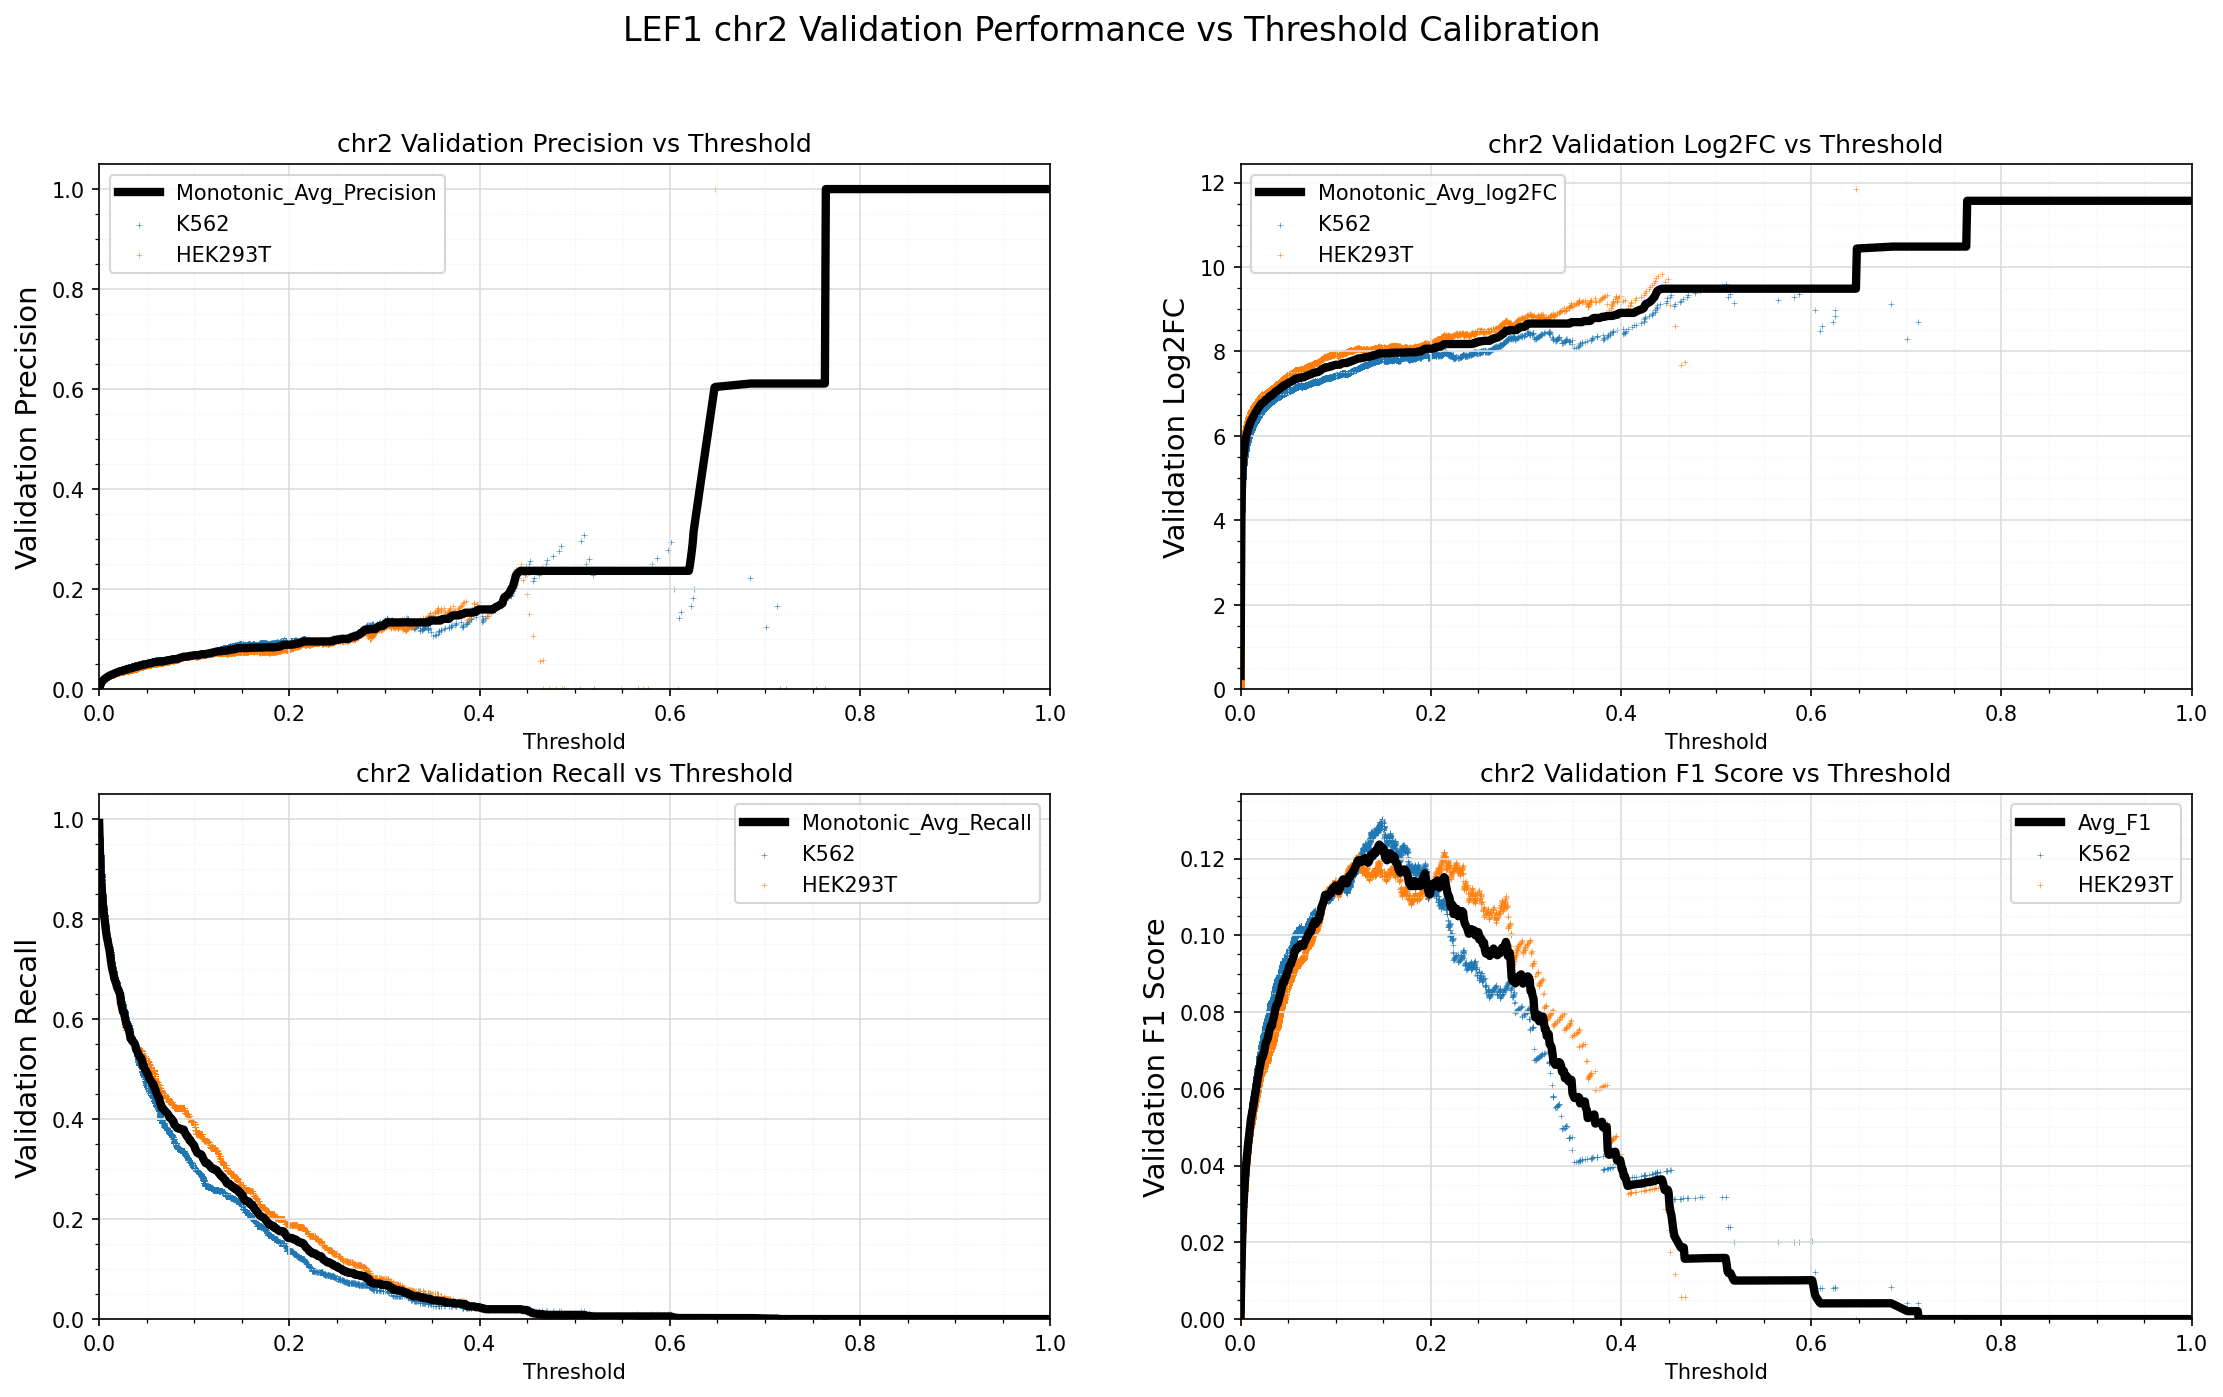 LEF1 chr2 Validation Performance vs Threshold Calibration
chr2 Validation Precision vs Threshold
Monotonic_Avg_Precision
K562
HEK293T
Validation Precision
1.0
0.8
0.6
0.4
0.2
0.0
0.0 0.2 0.4 0.6 0.8 1.0
Threshold
chr2 Validation Log2FC vs Threshold
Monotonic_Avg_log2FC
K562
HEK293T
Validation Log2FC
12
10
8
6
4
2
0
0.0 0.2 0.4 0.6 0.8 1.0
Threshold
chr2 Validation Recall vs Threshold
Monotonic_Avg_Recall
K562
HEK293T
Validation Recall
1.0
0.8
0.6
0.4
0.2
0.0
0.0 0.2 0.4 0.6 0.8 1.0
Threshold
chr2 Validation F1 Score vs Threshold
Avg_F1
K562
HEK293T
Validation F1 Score
0.12
0.10
0.08
0.06
0.04
0.02
0.00
0.0 0.2 0.4 0.6 0.8 1.0
Threshold